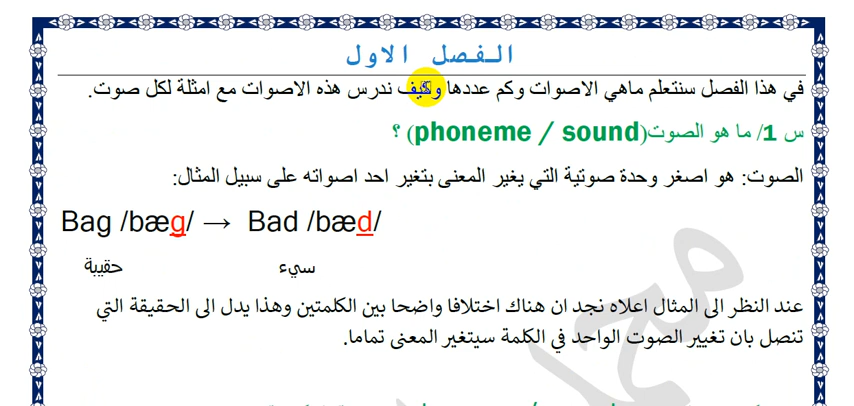 الفصل الاول
في هذا الفصل سنتعلم ماهي الاصوات وكم عددها وكيف ندرس هذه الاصوات مع امثلة لكل صوت.
س 1/ ما هو الصوت(phoneme / sound) ؟
الصوت: هو اصغر وحدة صوتية التي يغير المعنى بتغير احد اصواته على سبيل المثال:
Bag /bæg/ → Bad /bæd/
حقيبة سيء
عند النظر الى المثال اعلاه نجد ان هناك اختلافا واضحا بين الكلمتين وهذا يدل الى الحقيقة التي
تنصل بان تغيير الصوت الواحد في الكلمة سيتغير المعنى تماما.